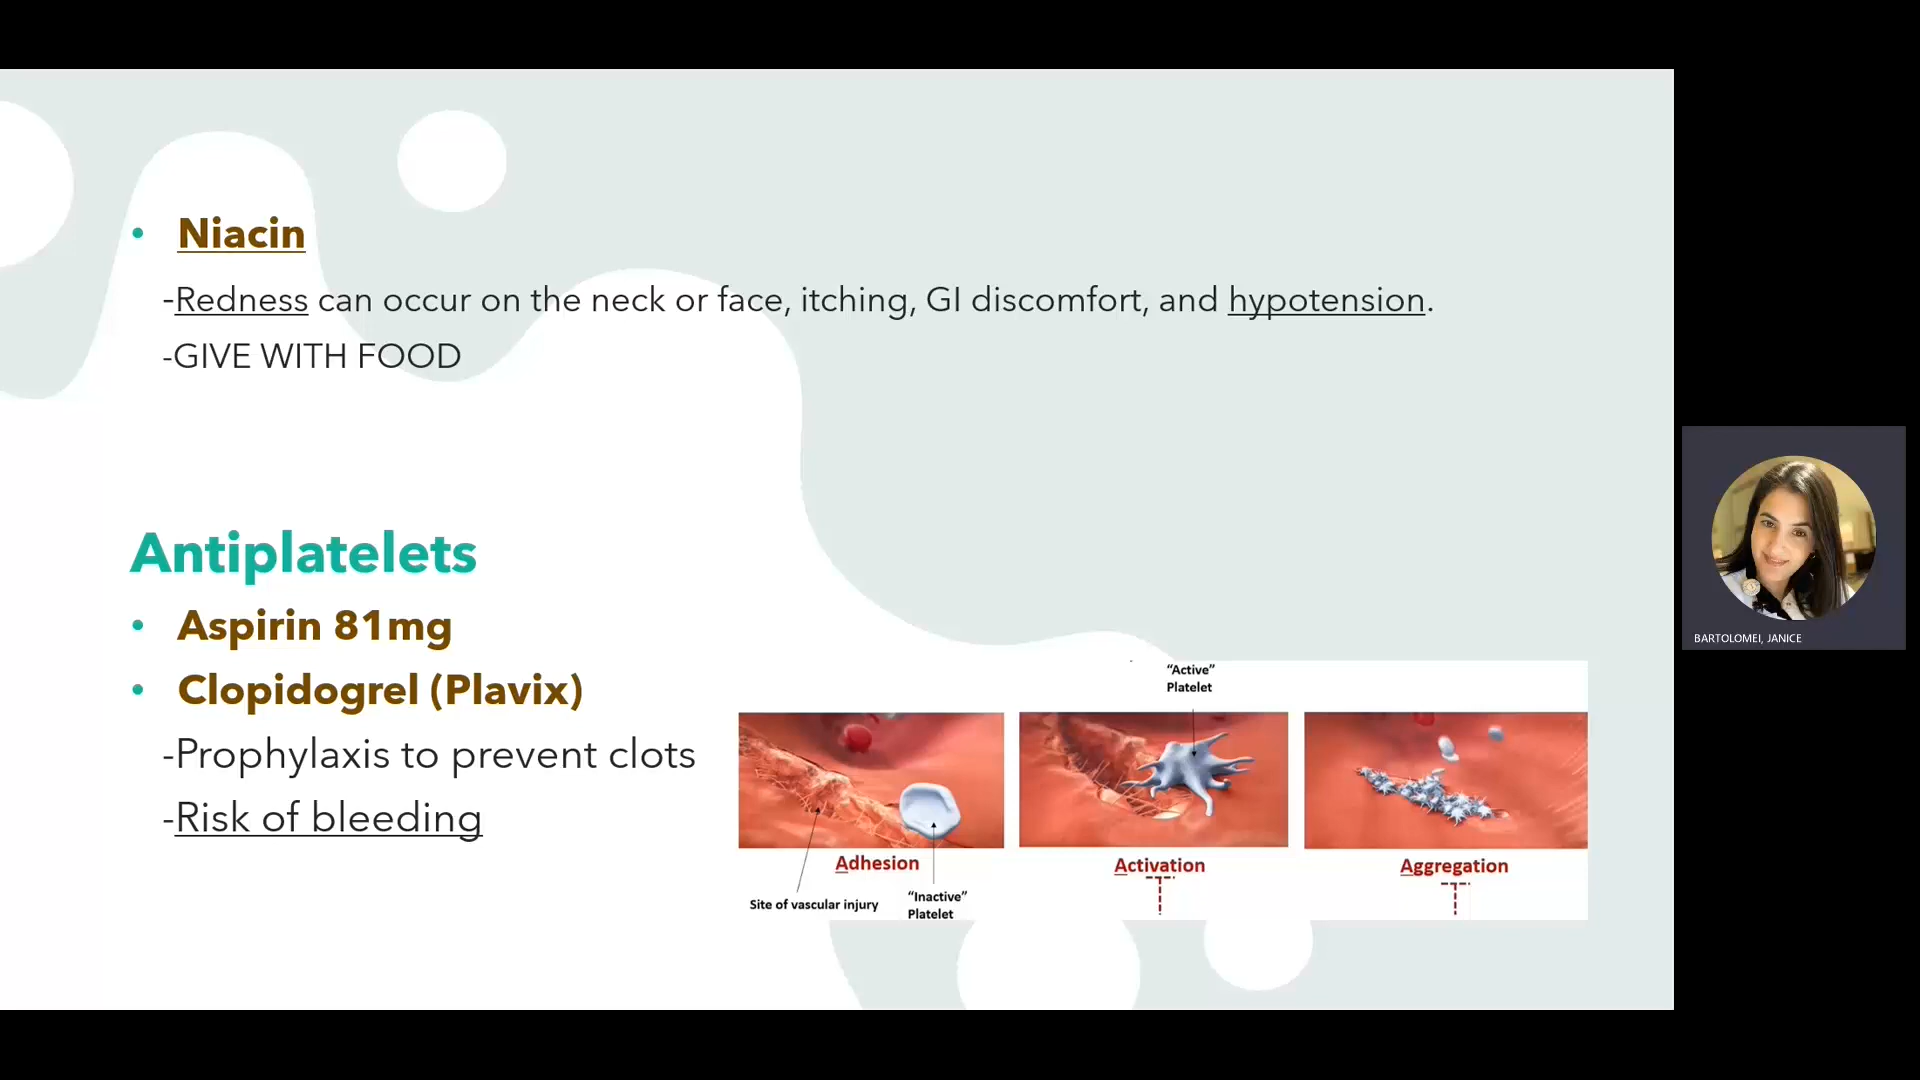 • Niacin
-Redness can occur on the neck or face, itching, GI discomfort, and hypotension.
-GIVE WITH FOOD
Antiplatelets
• Aspirin 81mg
• Clopidogrel (Plavix)
-Prophylaxis to prevent clots
-Risk of bleeding
“Active”
Platelet
Adhesion
Activation
Aggregation
Site of vascular injury
“Inactive”
Platelet
BARTOLOMEI, JANICE